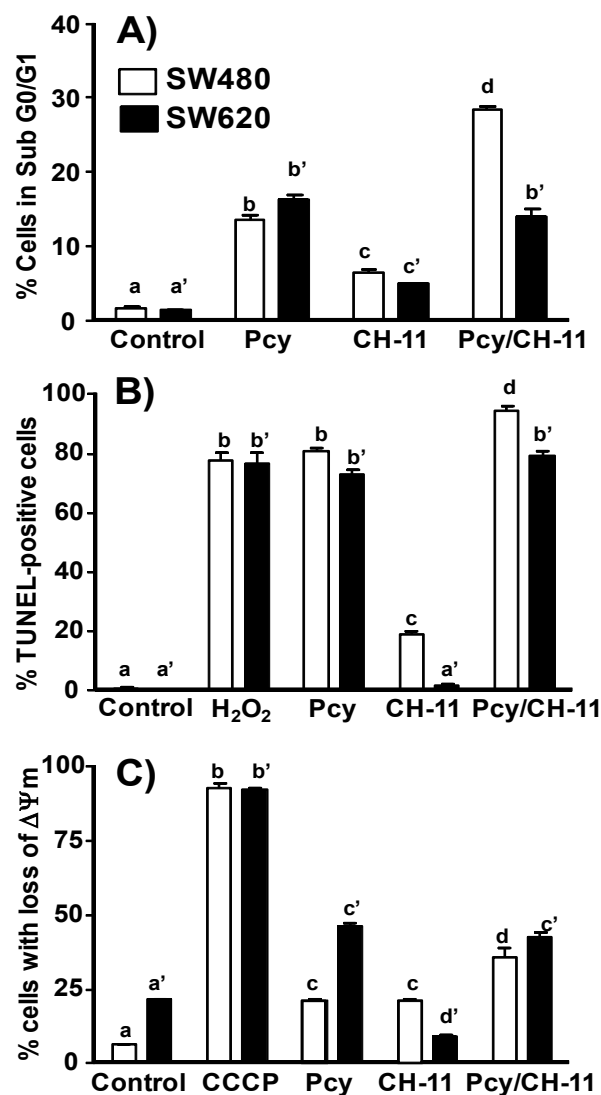 A)
SW480
SW620
% Cells in Sub G0/G1
40
30
20
10
0
a
a’
b
b’
c
c’
d
b’
Control
Pcy
CH-11
Pcy/CH-11
B)
% TUNEL-positive cells
100
80
60
40
20
0
a
a’
b
b’
b
b’
c
a’
d
b’
Control
H₂O₂
Pcy
CH-11
Pcy/CH-11
C)
% cells with loss of ΔΨm
100
75
50
25
0
a
a’
b
b’
c
c’
c
d’
d
c’
Control
CCCP
Pcy
CH-11
Pcy/CH-11